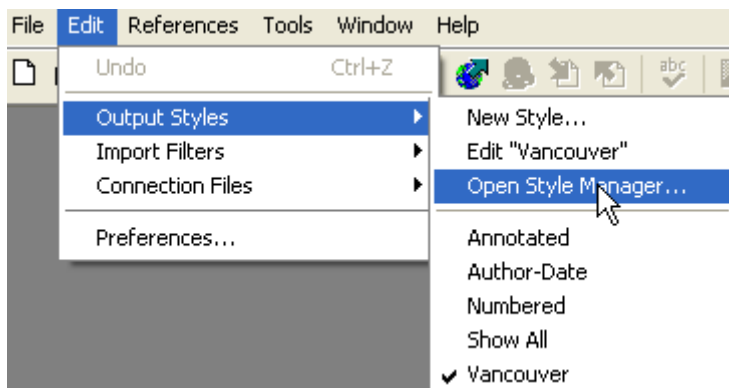 File Edit References Tools Window Help
Undo Ctrl+Z
abc
Output Styles
Import Filters
Connection Files
Preferences...
New Style...
Edit "Vancouver"
Open Style Manager...
Annotated
Author-Date
Numbered
Show All
Vancouver